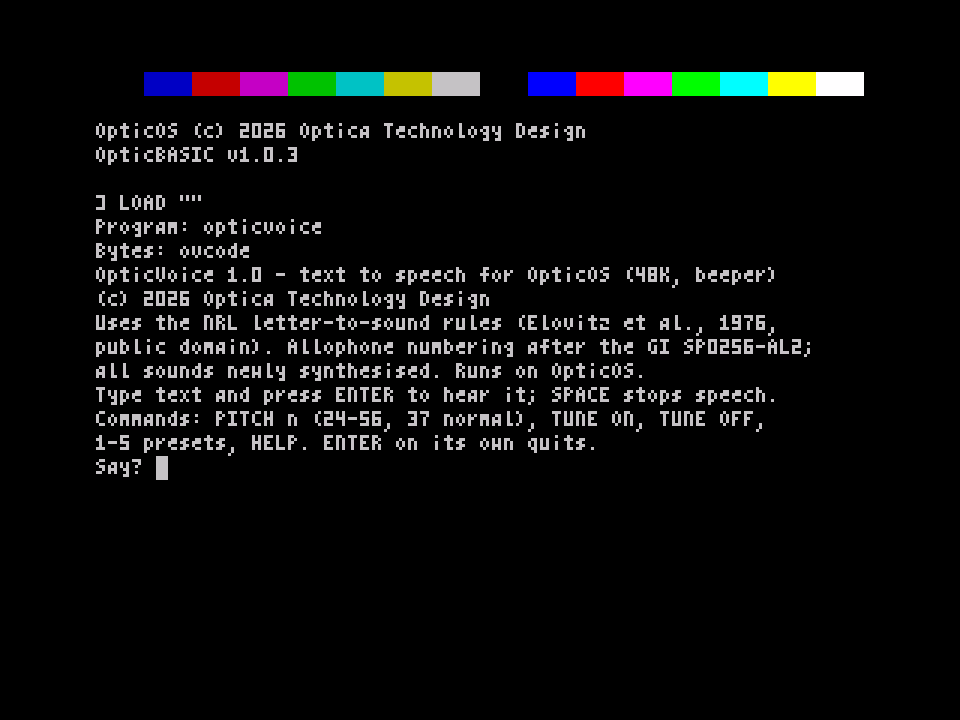 OpticOS (c) 2026 Optica Technology Design
OpticBASIC v1.0.3
] LOAD ""
Program: opticvoice
Bytes: ovcode
OpticVoice 1.0 - text to speech for OpticOS (48K, beeper)
(c) 2026 Optica Technology Design
Uses the NRL letter-to-sound rules (Elovitz et al., 1976,
public domain). Allophone numbering after the GI SP0256-AL2;
all sounds newly synthesised. Runs on OpticOS.
Type text and press ENTER to hear it; SPACE stops speech.
Commands: PITCH n (24-56, 37 normal), TUNE ON, TUNE OFF,
1-5 presets, HELP. ENTER on its own quits.
Say?